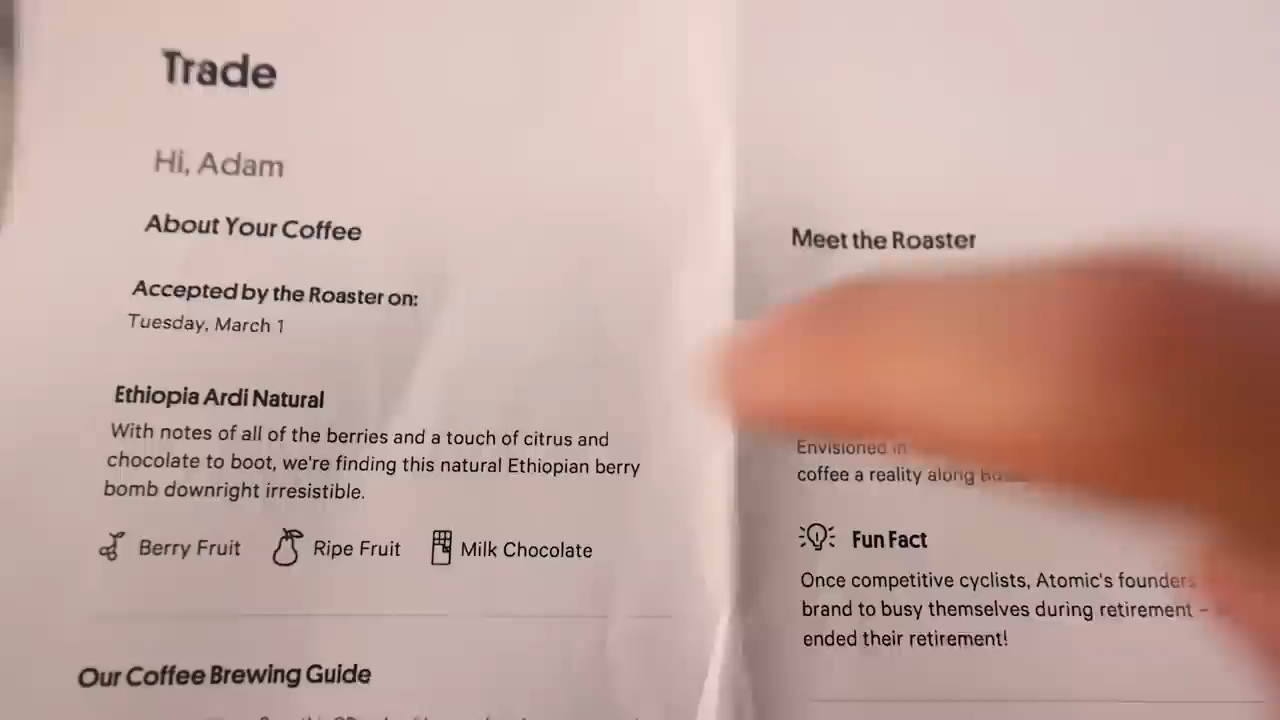 Trade
Hi, Adam
About Your Coffee
Accepted by the Roaster on:
Tuesday, March 1
Ethiopia Ardi Natural
With notes of all of the berries and a touch of citrus and
chocolate to boot, we're finding this natural Ethiopian berry
bomb downright irresistible.
Berry Fruit
Ripe Fruit
Milk Chocolate
Our Coffee Brewing Guide
Meet the Roaster
Envisioned in
coffee a reality along
Fun Fact
Once competitive cyclists, Atomic's founders
brand to busy themselves during retirement –
ended their retirement!